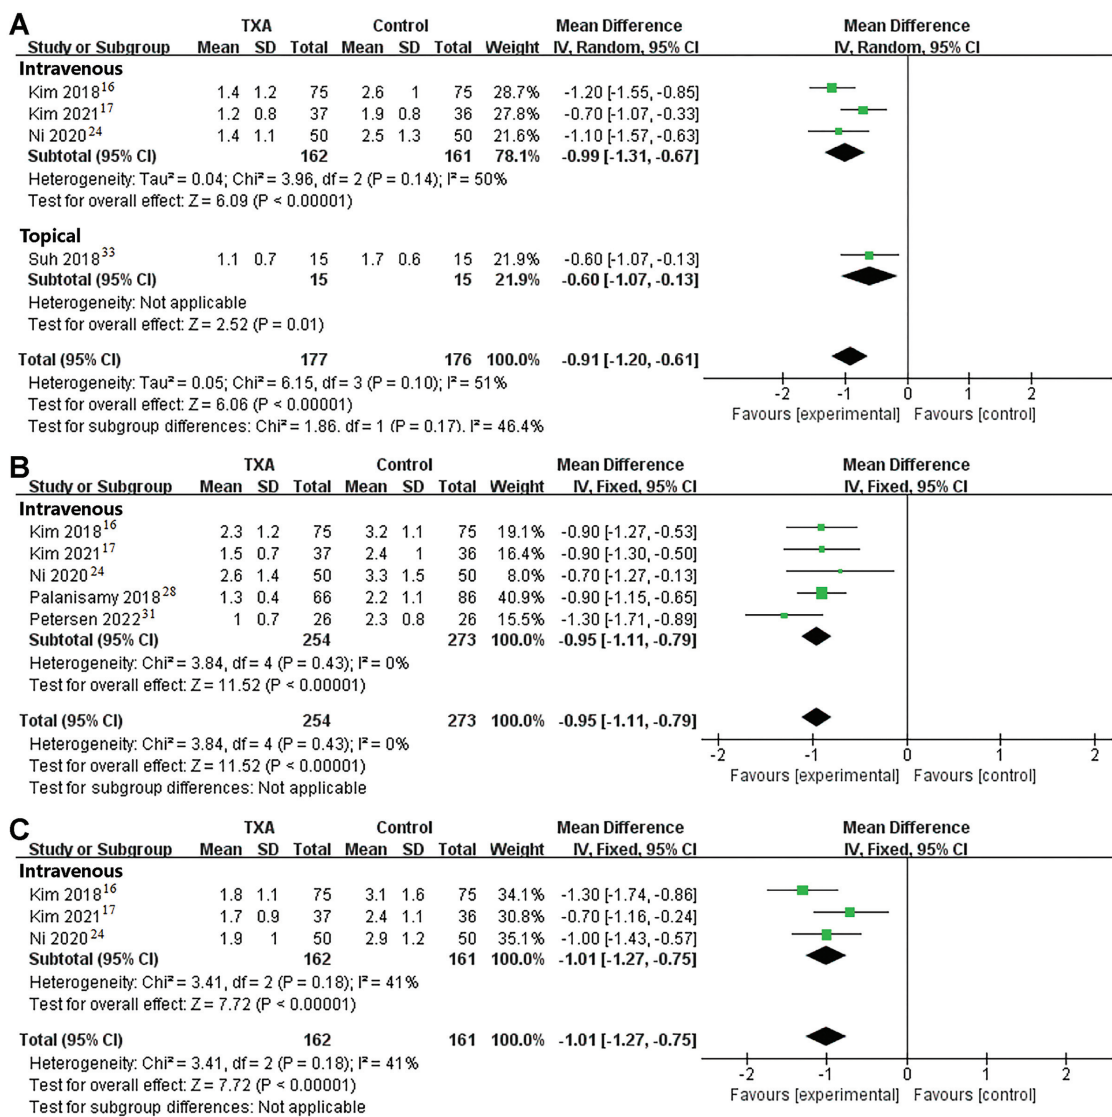 A
TXA Control Mean Difference Mean Difference
Study or Subgroup Mean SD Total Mean SD Total Weight IV, Random, 95% CI IV, Random, 95% CI
Intravenous
Kim 2018¹⁶ 1.4 1.2 75 2.6 1 75 28.7% -1.20 [-1.55, -0.85]
Kim 2021¹⁷ 1.2 0.8 37 1.9 0.8 36 27.8% -0.70 [-1.07, -0.33]
Ni 2020²⁴ 1.4 1.1 50 2.5 1.3 50 21.6% -1.10 [-1.57, -0.63]
Subtotal (95% CI) 162 161 78.1% -0.99 [-1.31, -0.67]
Heterogeneity: Tau² = 0.04; Chi² = 3.96, df = 2 (P = 0.14); I² = 50%
Test for overall effect: Z = 6.09 (P < 0.00001)
Topical
Suh 2018³³ 1.1 0.7 15 1.7 0.6 15 21.9% -0.60 [-1.07, -0.13]
Subtotal (95% CI) 15 15 21.9% -0.60 [-1.07, -0.13]
Heterogeneity: Not applicable
Test for overall effect: Z = 2.52 (P = 0.01)
Total (95% CI) 177 176 100.0% -0.91 [-1.20, -0.61]
Heterogeneity: Tau² = 0.05; Chi² = 6.15, df = 3 (P = 0.10); I² = 51%
Test for overall effect: Z = 6.06 (P < 0.00001)
Test for subgroup differences: Chi² = 1.86, df = 1 (P = 0.17), I² = 46.4%
-2 -1 0 1 2
Favours [experimental] Favours [control]
B
TXA Control Mean Difference Mean Difference
Study or Subgroup Mean SD Total Mean SD Total Weight IV, Fixed, 95% CI IV, Fixed, 95% CI
Intravenous
Kim 2018¹⁶ 2.3 1.2 75 3.2 1.1 75 19.1% -0.90 [-1.27, -0.53]
Kim 2021¹⁷ 1.5 0.7 37 2.4 1 36 16.4% -0.90 [-1.30, -0.50]
Ni 2020²⁴ 2.6 1.4 50 3.3 1.5 50 8.0% -0.70 [-1.27, -0.13]
Palanisamy 2018²⁸ 1.3 0.4 66 2.2 1.1 86 40.9% -0.90 [-1.15, -0.65]
Petersen 2022³¹ 1 0.7 26 2.3 0.8 26 15.5% -1.30 [-1.71, -0.89]
Subtotal (95% CI) 254 273 100.0% -0.95 [-1.11, -0.79]
Heterogeneity: Chi² = 3.84, df = 4 (P = 0.43); I² = 0%
Test for overall effect: Z = 11.52 (P < 0.00001)
Total (95% CI) 254 273 100.0% -0.95 [-1.11, -0.79]
Heterogeneity: Chi² = 3.84, df = 4 (P = 0.43); I² = 0%
Test for overall effect: Z = 11.52 (P < 0.00001)
Test for subgroup differences: Not applicable
-2 -1 0 1 2
Favours [experimental] Favours [control]
C
TXA Control Mean Difference Mean Difference
Study or Subgroup Mean SD Total Mean SD Total Weight IV, Fixed, 95% CI IV, Fixed, 95% CI
Intravenous
Kim 2018¹⁶ 1.8 1.1 75 3.1 1.6 75 34.1% -1.30 [-1.74, -0.86]
Kim 2021¹⁷ 1.7 0.9 37 2.4 1.1 36 30.8% -0.70 [-1.16, -0.24]
Ni 2020²⁴ 1.9 1 50 2.9 1.2 50 35.1% -1.00 [-1.43, -0.57]
Subtotal (95% CI) 162 161 100.0% -1.01 [-1.27, -0.75]
Heterogeneity: Chi² = 3.41, df = 2 (P = 0.18); I² = 41%
Test for overall effect: Z = 7.72 (P < 0.00001)
Total (95% CI) 162 161 100.0% -1.01 [-1.27, -0.75]
Heterogeneity: Chi² = 3.41, df = 2 (P = 0.18); I² = 41%
Test for overall effect: Z = 7.72 (P < 0.00001)
Test for subgroup differences: Not applicable
-2 -1 0 1 2
Favours [experimental] Favours [control]